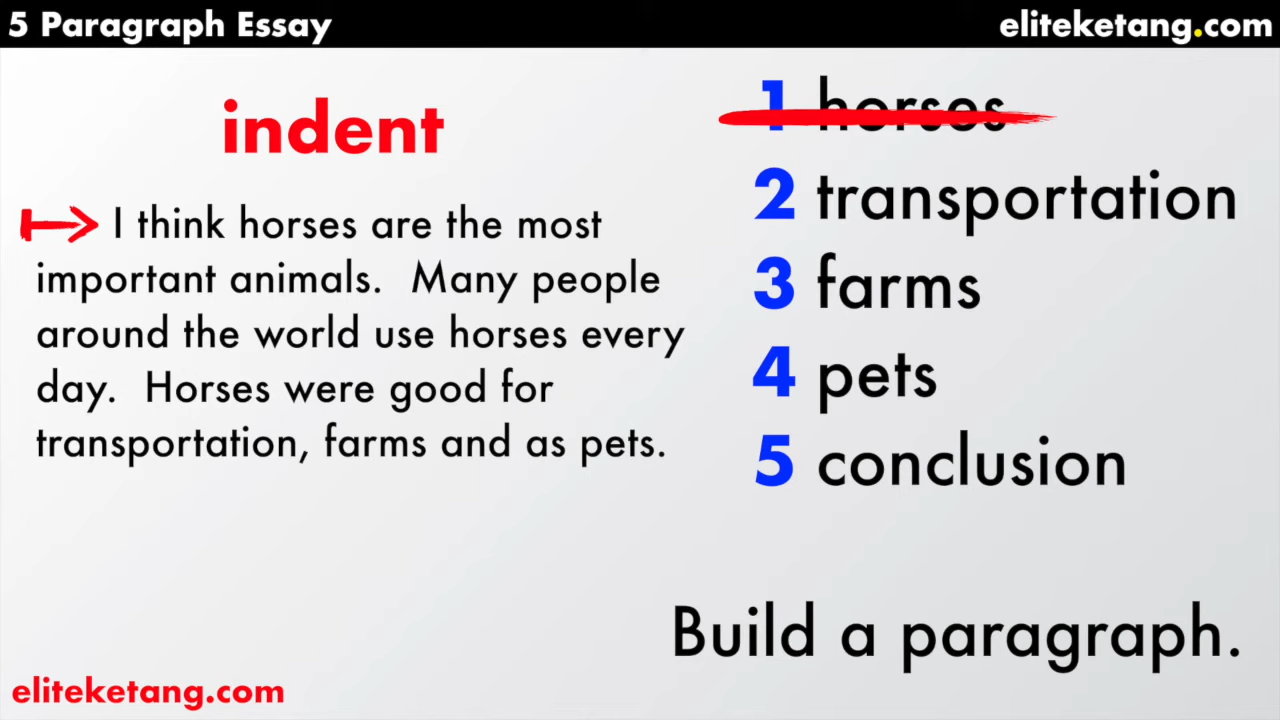 5 Paragraph Essay
eliteketang.com
indent
I think horses are the most
important animals.  Many people
around the world use horses every
day.  Horses were good for
transportation, farms and as pets.
1 horses
2 transportation
3 farms
4 pets
5 conclusion
Build a paragraph.
eliteketang.com